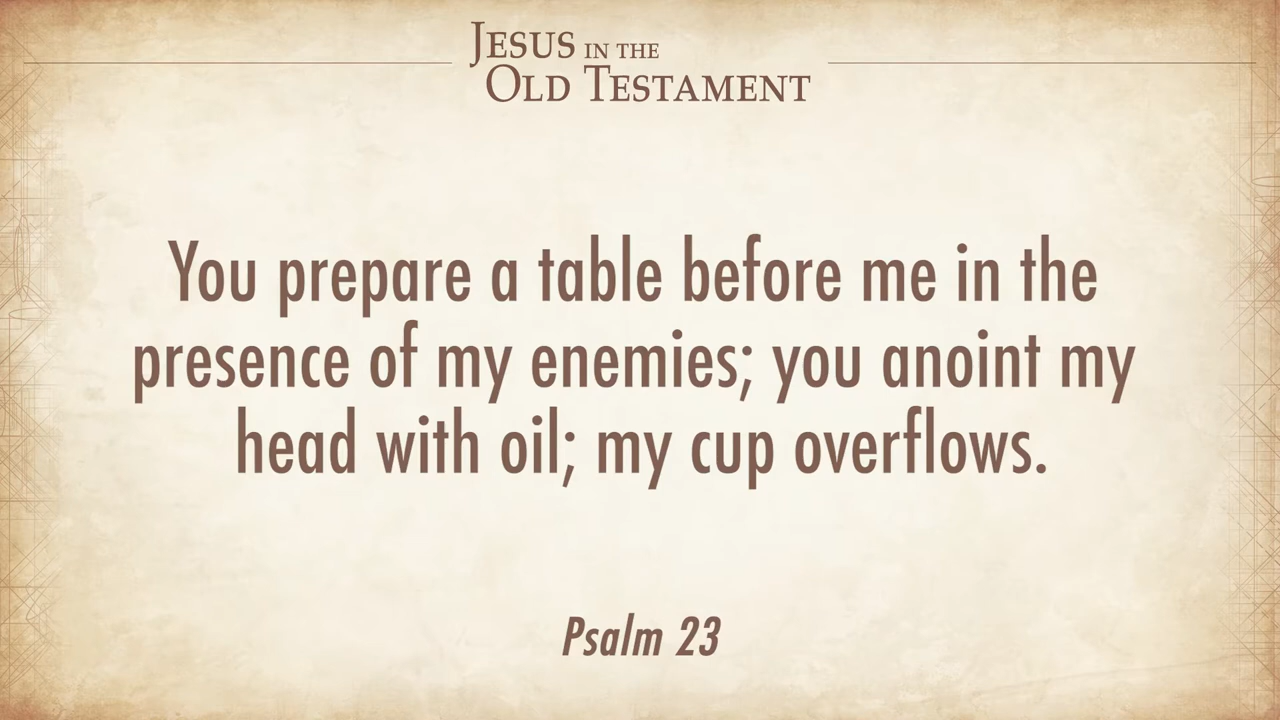 JESUS IN THE
OLD TESTAMENT
You prepare a table before me in the
presence of my enemies; you anoint my
head with oil; my cup overflows.
Psalm 23